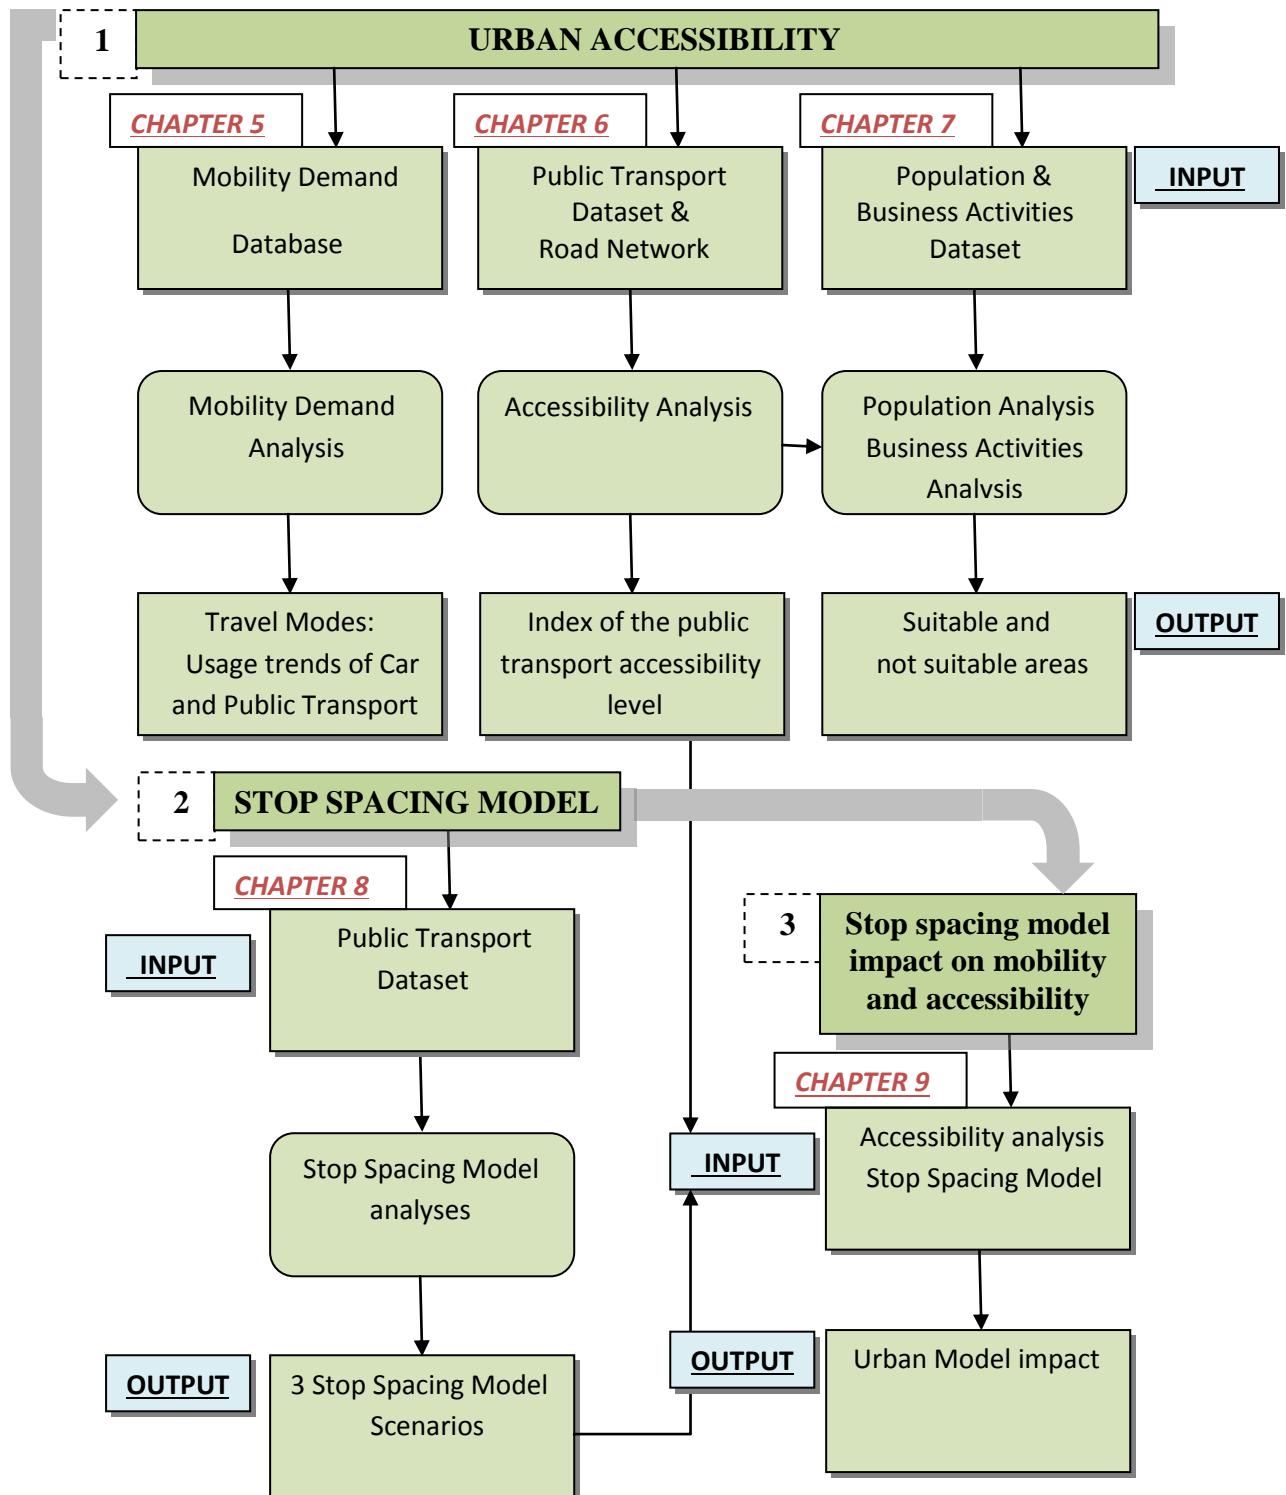 1
URBAN ACCESSIBILITY
CHAPTER 5
CHAPTER 6
CHAPTER 7
Mobility Demand
Database
Public Transport
Dataset &
Road Network
Population &
Business Activities
Dataset
INPUT
Mobility Demand
Analysis
Accessibility Analysis
Population Analysis
Business Activities
Analysis
Travel Modes:
Usage trends of Car
and Public Transport
Index of the public
transport accessibility
level
Suitable and
not suitable areas
OUTPUT
2
STOP SPACING MODEL
CHAPTER 8
Public Transport
Dataset
INPUT
3
Stop spacing model
impact on mobility
and accessibility
CHAPTER 9
Accessibility analysis
Stop Spacing Model
INPUT
Stop Spacing Model
analyses
OUTPUT
3 Stop Spacing Model
Scenarios
OUTPUT
Urban Model impact